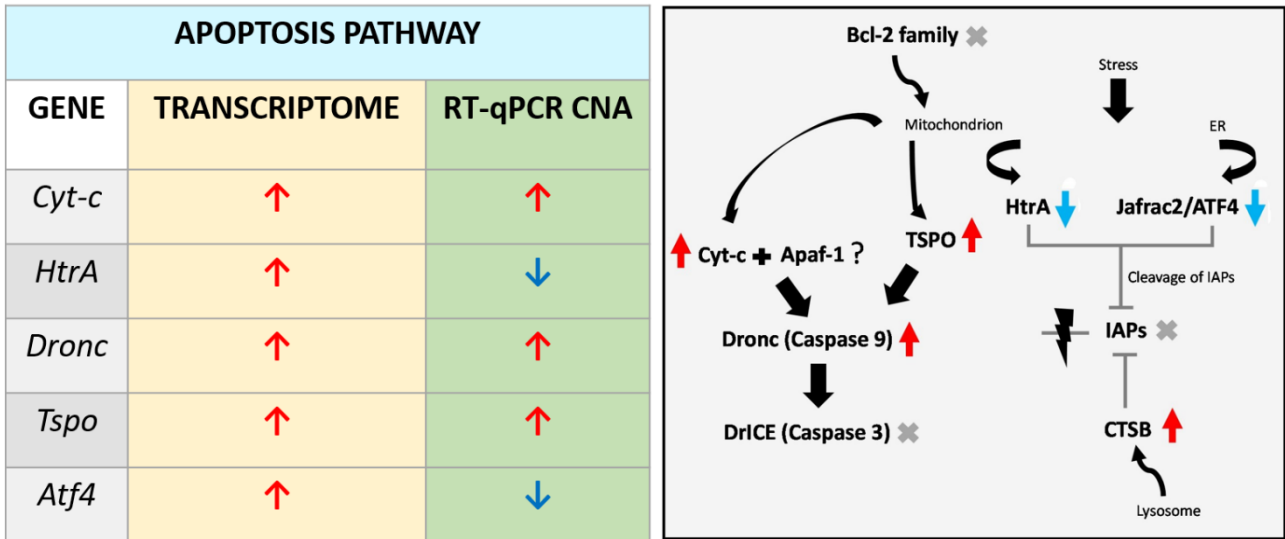 APOPTOSIS PATHWAY
GENE TRANSCRIPTOME RT-qPCR CNA
Cyt-c ↑ ↑
HtrA ↑ ↓
Dronc ↑ ↑
Tspo ↑ ↑
Atf4 ↑ ↓
Bcl-2 family
Stress
Mitochondrion
ER
HtrA
Jafrac2/ATF4
TSPO
Cyt-c + Apaf-1 ?
Cleavage of IAPs
Dronc (Caspase 9)
IAPs
DrICE (Caspase 3)
CTSB
Lysosome